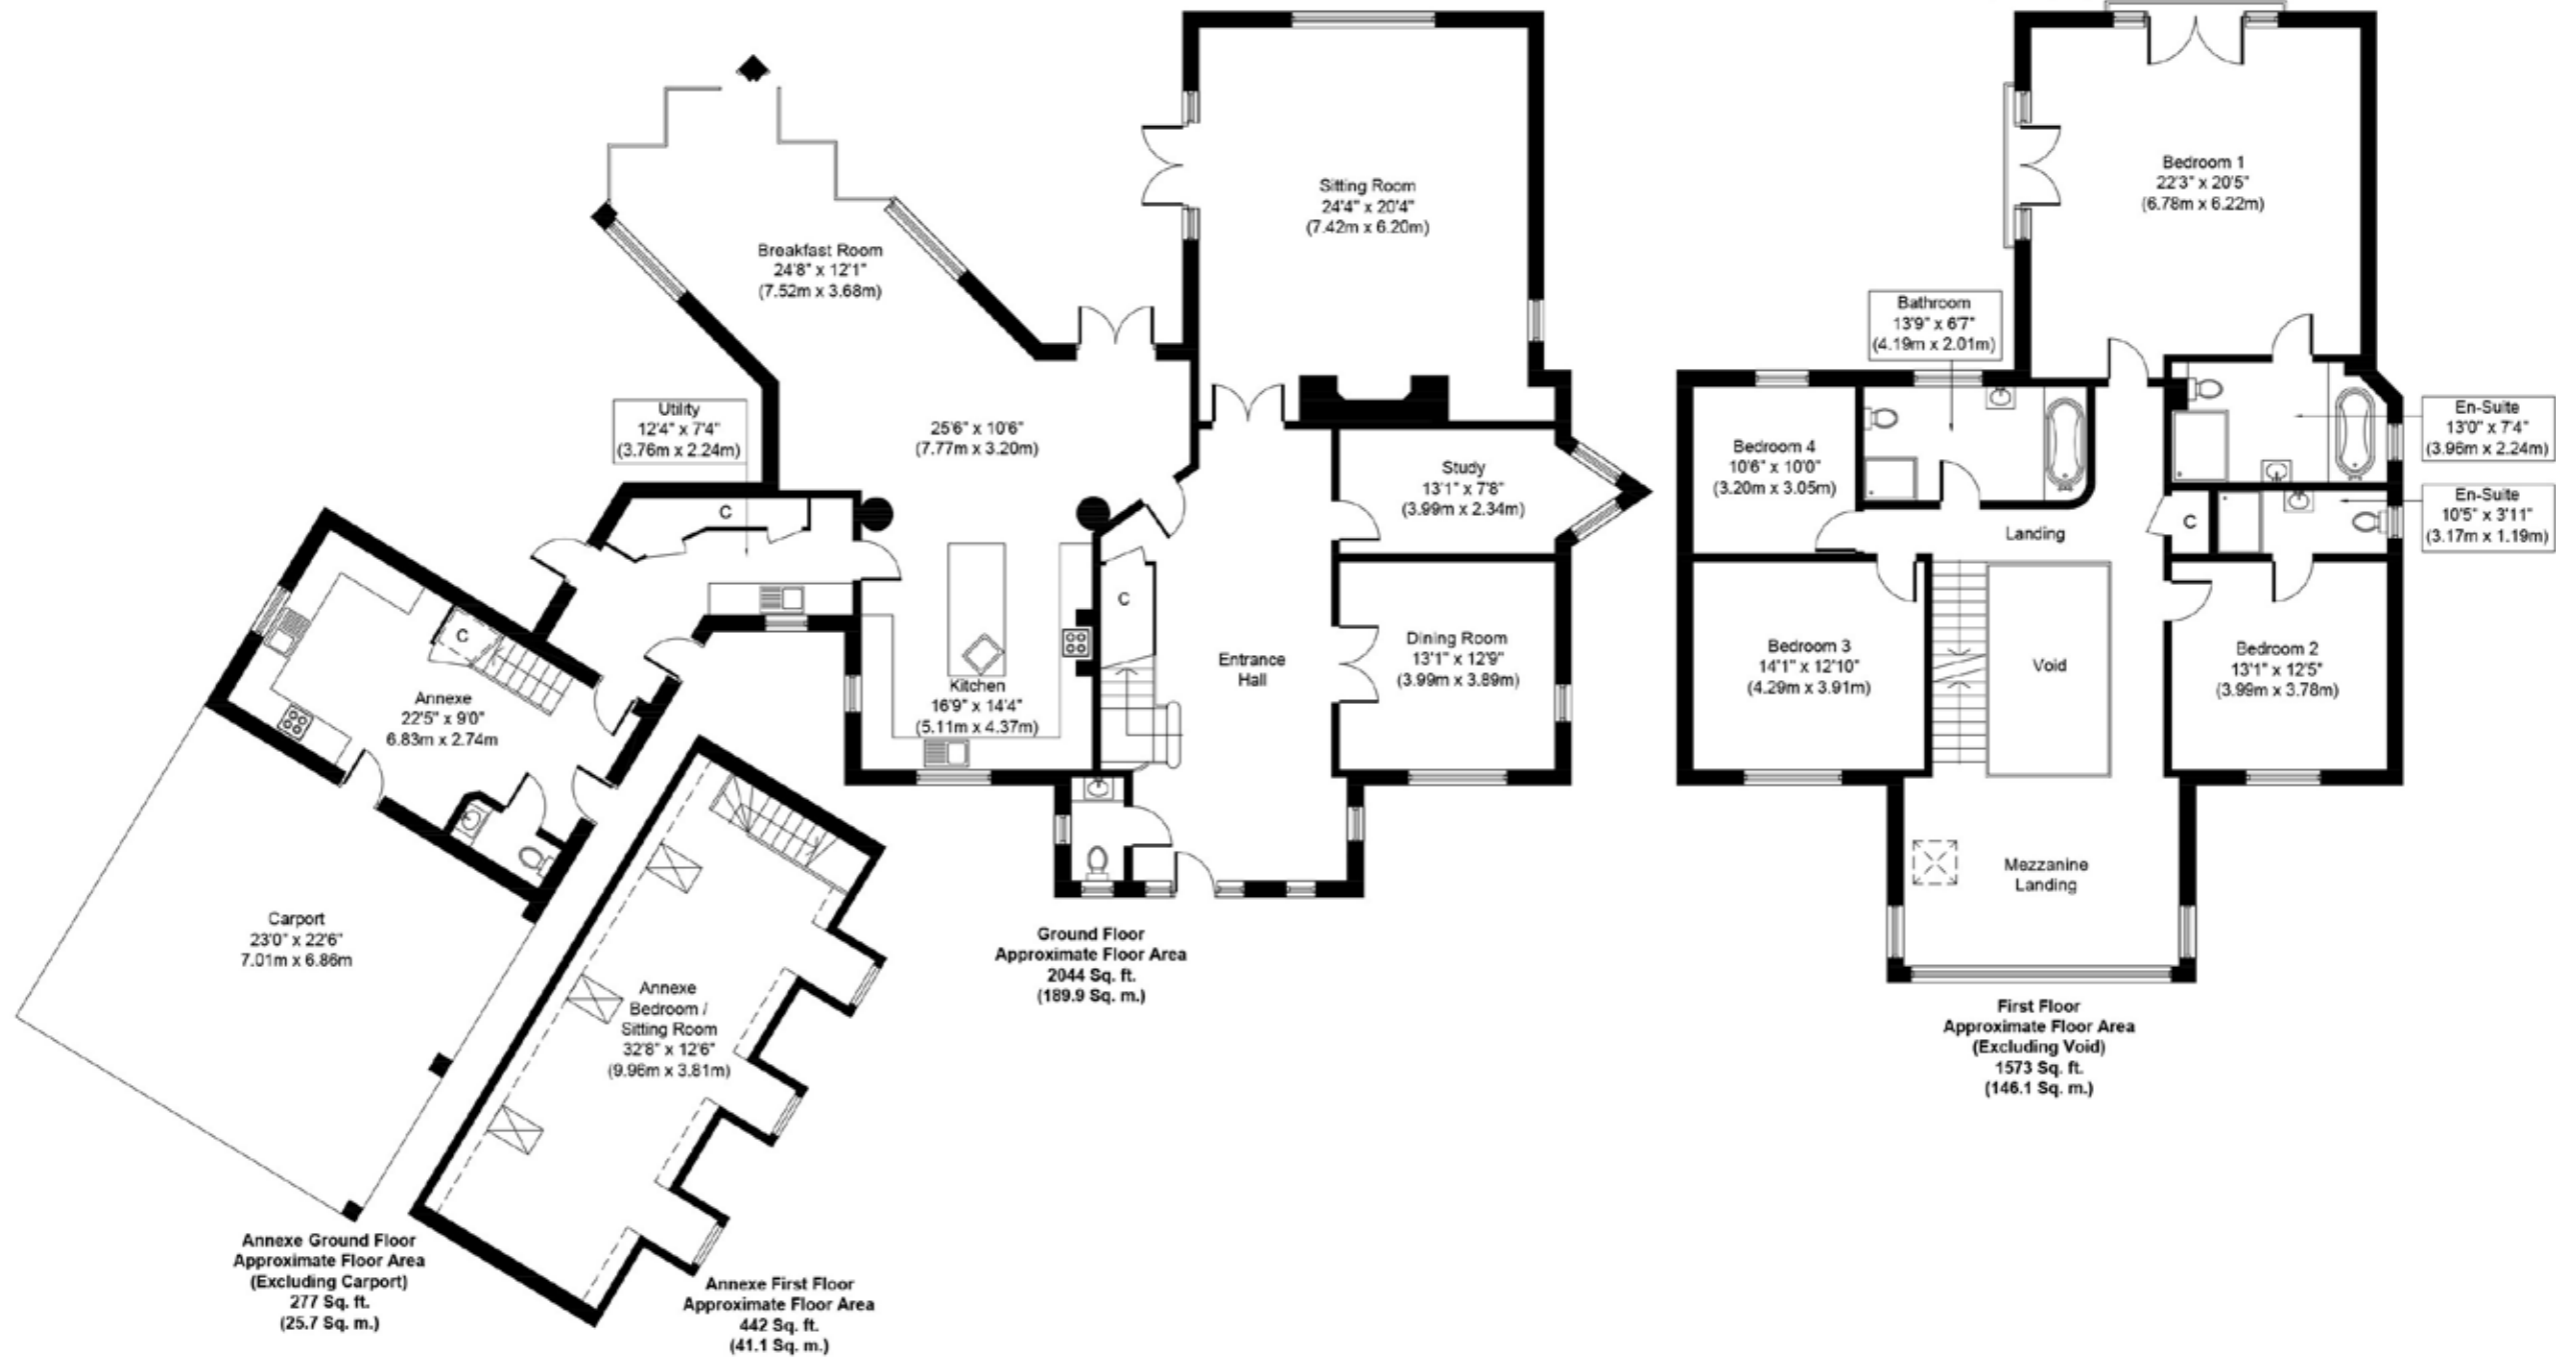 Sitting Room
24'4" x 20'4"
(7.42m x 6.20m)
Breakfast Room
24'8" x 12'1"
(7.52m x 3.68m)
Utility
12'4" x 7'4"
(3.76m x 2.24m)
25'6" x 10'6"
(7.77m x 3.20m)
Study
13'1" x 7'8"
(3.99m x 2.34m)
C
C
C
Kitchen
16'9" x 14'4"
(5.11m x 4.37m)
Entrance
Hall
Dining Room
13'1" x 12'9"
(3.99m x 3.89m)
Annexe
22'5" x 9'0"
6.83m x 2.74m
Carport
23'0" x 22'6"
7.01m x 6.86m
Ground Floor
Approximate Floor Area
2044 Sq. ft.
(189.9 Sq. m.)
Annexe
Bedroom /
Sitting Room
32'8" x 12'6"
(9.96m x 3.81m)
Annexe Ground Floor
Approximate Floor Area
(Excluding Carport)
277 Sq. ft.
(25.7 Sq. m.)
Annexe First Floor
Approximate Floor Area
442 Sq. ft.
(41.1 Sq. m.)
Bedroom 1
22'3" x 20'5"
(6.78m x 6.22m)
Bathroom
13'9" x 6'7"
(4.19m x 2.01m)
En-Suite
13'0" x 7'4"
(3.96m x 2.24m)
Bedroom 4
10'6" x 10'0"
(3.20m x 3.05m)
En-Suite
10'5" x 3'11"
(3.17m x 1.19m)
C
Landing
Bedroom 3
14'1" x 12'10"
(4.29m x 3.91m)
Void
Bedroom 2
13'1" x 12'5"
(3.99m x 3.78m)
Mezzanine
Landing
First Floor
Approximate Floor Area
(Excluding Void)
1573 Sq. ft.
(146.1 Sq. m.)